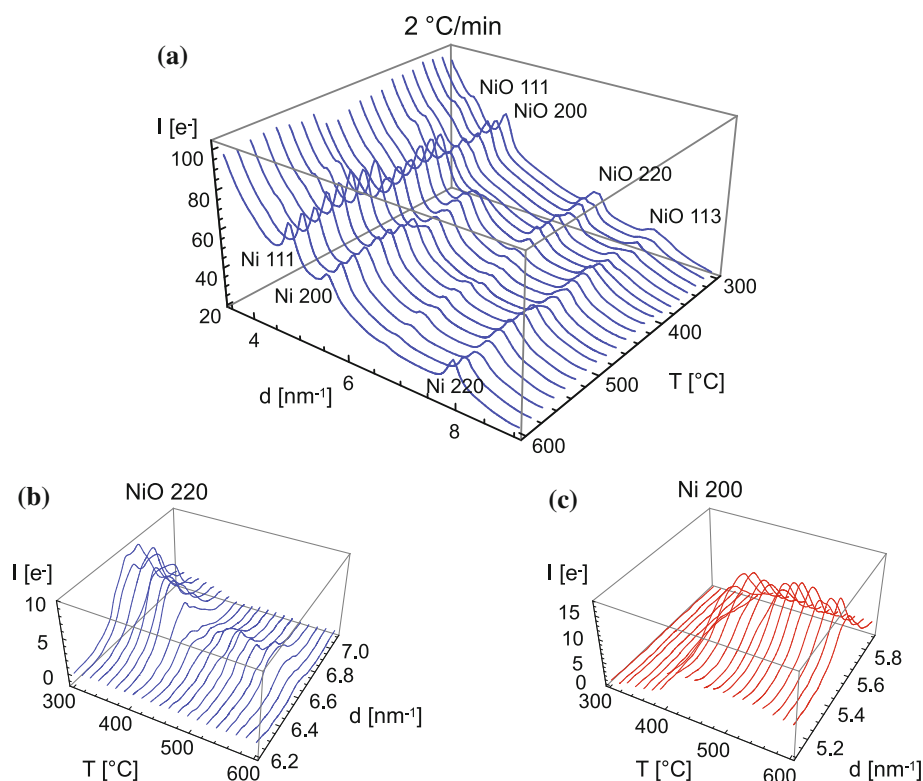 2 °C/min
(a)
NiO 111
NiO 200
I [e-]
100
80
60
40
20
NiO 220
NiO 113
Ni 111
Ni 200
Ni 220
4
6
8
d [nm-1]
300
400
500
600
T [°C]
(b)
NiO 220
I [e-]
10
5
0
300
400
500
600
T [°C]
7.0
6.8
6.6
6.4
6.2
d [nm-1]
(c)
Ni 200
I [e-]
15
10
5
0
300
400
500
600
T [°C]
5.8
5.6
5.4
5.2
d [nm-1]